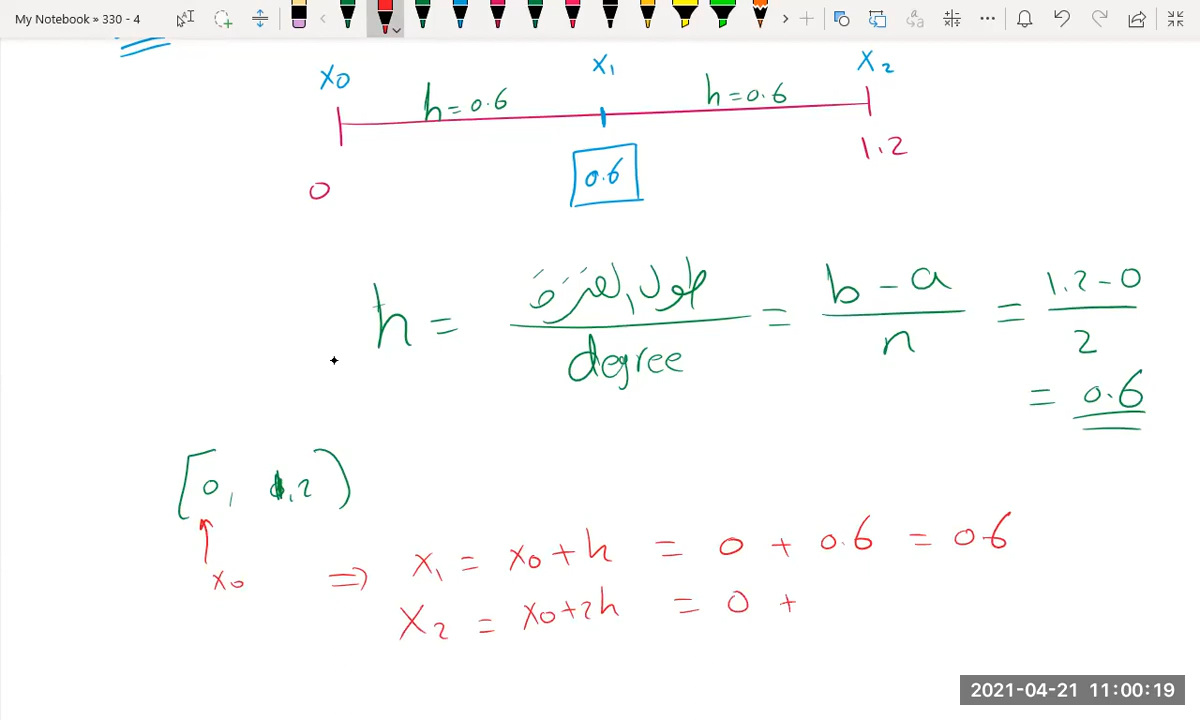 My Notebook » 330 - 4
x0 x1 x2
h=0.6 h=0.6
0 0.6 1.2
h = طول الفترة / degree = b - a / n = 1.2 - 0 / 2
= 0.6
[0, 1.2)
x0 ⇒ x1 = x0+h = 0 + 0.6 = 0.6
x2 = x0+2h = 0 +
2021-04-21 11:00:19